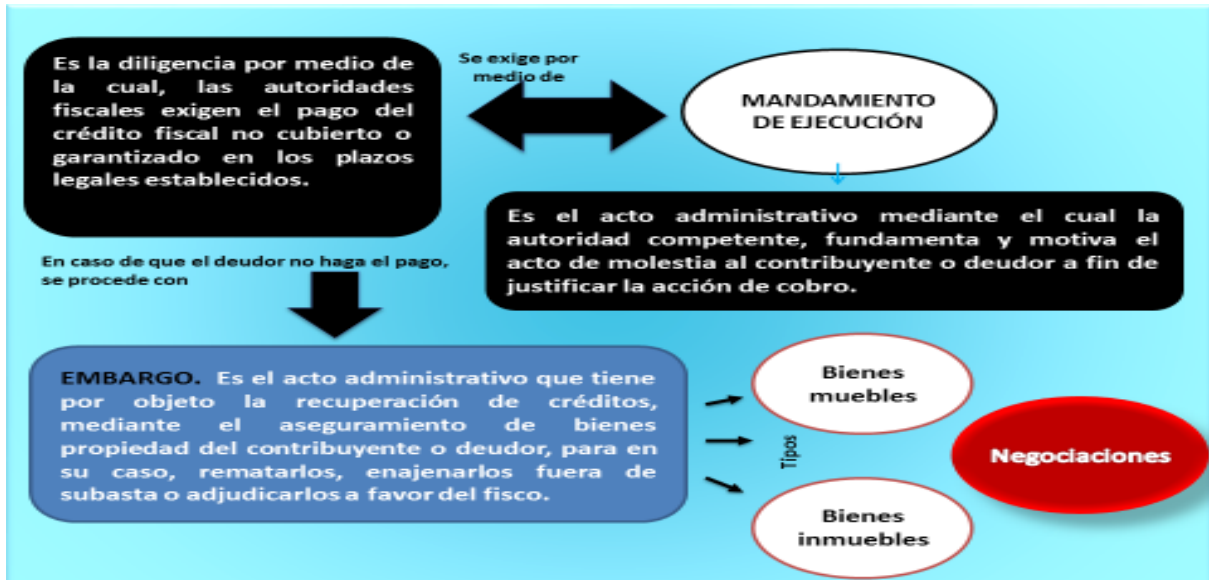 Es la diligencia por medio de
la cual, las autoridades
fiscales exigen el pago del
crédito fiscal no cubierto o
garantizado en los plazos
legales establecidos.
Se exige por
medio de
MANDAMIENTO
DE EJECUCIÓN
Es el acto administrativo mediante el cual la
autoridad competente, fundamenta y motiva el
acto de molestia al contribuyente o deudor a fin de
justificar la acción de cobro.
En caso de que el deudor no haga el pago,
se procede con
EMBARGO. Es el acto administrativo que tiene
por objeto la recuperación de créditos,
mediante el aseguramiento de bienes
propiedad del contribuyente o deudor, para en
su caso, rematarlos, enajenarlos fuera de
subasta o adjudicarlos a favor del fisco.
Tipos
Bienes
muebles
Negociaciones
Bienes
inmuebles